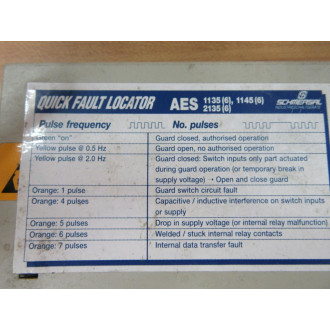 QUICK FAULT LOCATOR AES 1135(6), 1145(6)
2135(6)
SCHMERSAL
Pulse frequency No. pulses
Green "on" Guard closed, authorised operation
Yellow pulse @ 0.5 Hz Guard open, no authorised operation
Yellow pulse @ 2.0 Hz Guard closed: Switch inputs only part actuated
during guard operation (or temporary break in
supply voltage) • Open and close guard
Orange: 1 pulse Guard switch circuit fault
Orange: 4 pulses Capacitive / inductive interference on switch inputs
or supply
Orange: 5 pulses Drop in supply voltage (or internal relay malfunction)
Orange: 6 pulses Welded / stuck internal relay contacts
Orange: 7 pulses Internal data transfer fault